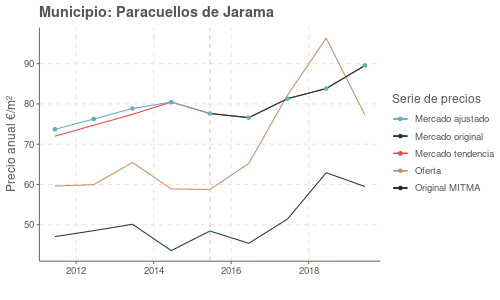 Municipio: Paracuellos de Jarama
Precio anual €/m²
90
80
70
60
50
2012
2014
2016
2018
Serie de precios
Mercado ajustado
Mercado original
Mercado tendencia
Oferta
Original MITMA